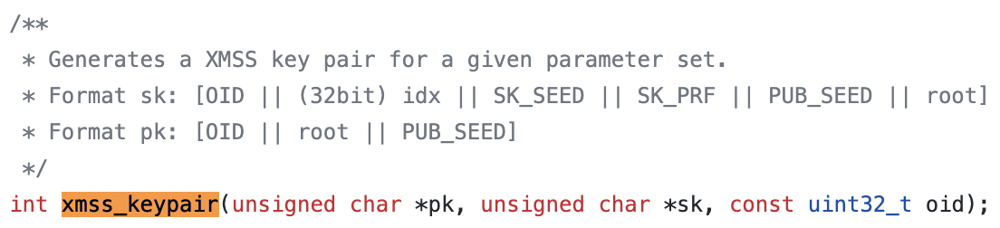 /**
 * Generates a XMSS key pair for a given parameter set.
 * Format sk: [OID || (32bit) idx || SK_SEED || SK_PRF || PUB_SEED || root]
 * Format pk: [OID || root || PUB_SEED]
 */
int xmss_keypair(unsigned char *pk, unsigned char *sk, const uint32_t oid);